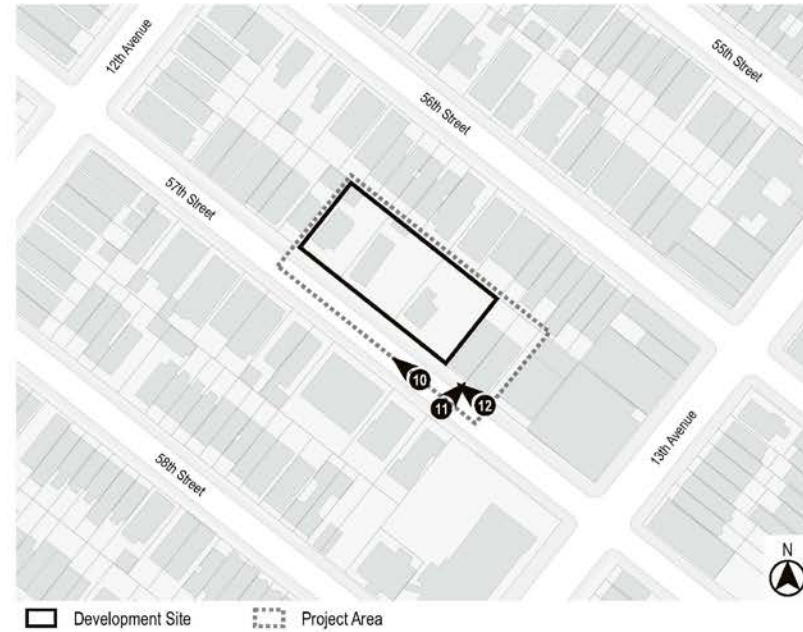 12th Avenue
55th Street
56th Street
57th Street
10
11
12
13th Avenue
58th Street
N
Development Site
Project Area